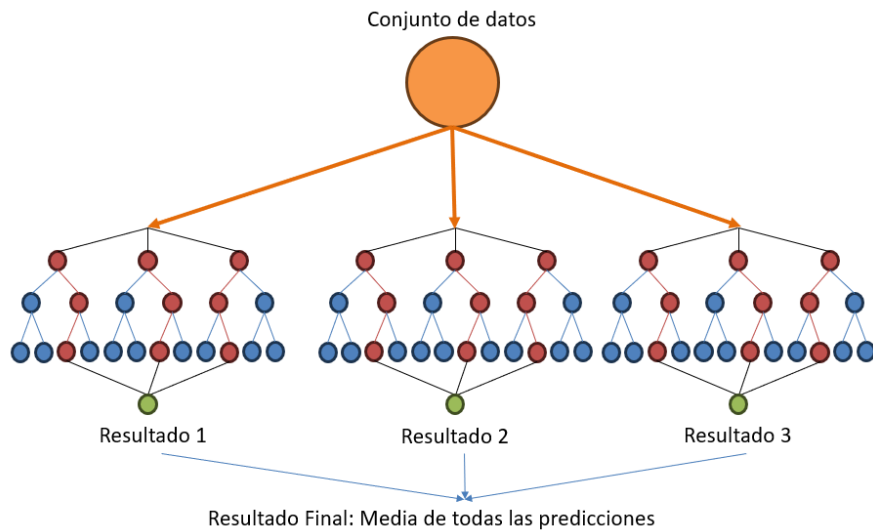 Conjunto de datos
Resultado 1
Resultado 2
Resultado 3
Resultado Final: Media de todas las predicciones